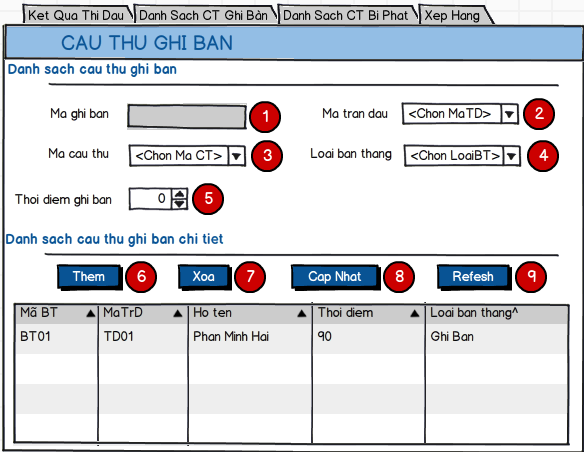 Ket Qua Thi Dau Danh Sach CT Ghi Bàn Danh Sach CT Bi Phat Xep Hang
CAU THU GHI BAN
Danh sach cau thu ghi ban
Ma ghi ban 1 Ma tran dau <Chon MaTD> 2
Ma cau thu <Chon Ma CT> 3 Loai ban thang <Chon LoaiBT> 4
Thoi diem ghi ban 0 5
Danh sach cau thu ghi ban chi tiet
Them 6 Xoa 7 Cap Nhat 8 Refesh 9
Mã BT MaTrD Ho ten Thoi diem Loai ban thang^
BT01 TD01 Phan Minh Hai 90 Ghi Ban